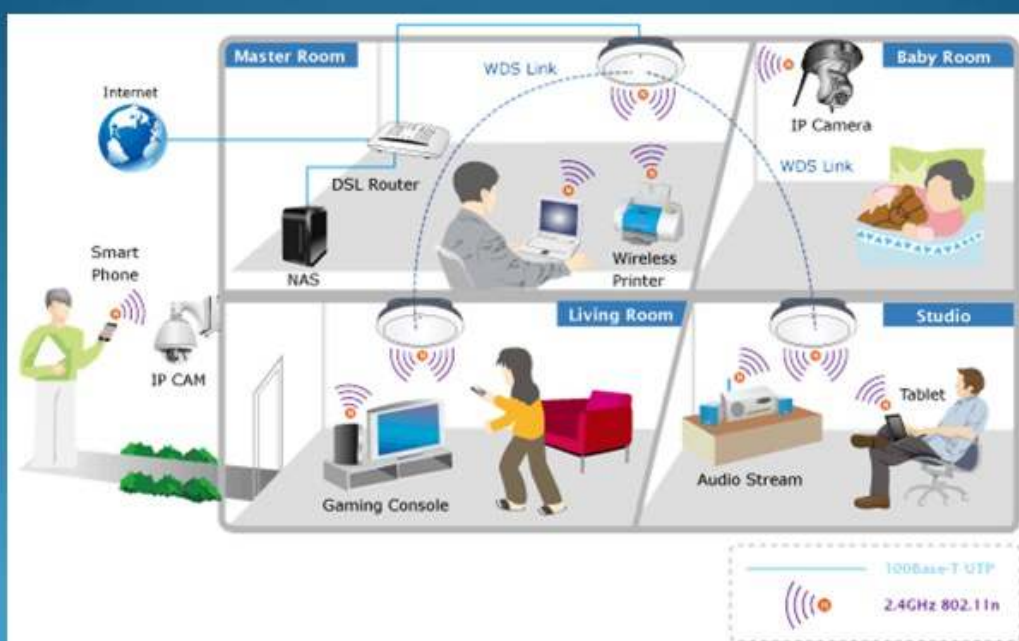 Master Room
WDS Link
Baby Room
Internet
IP Camera
WDS Link
DSL Router
Smart
Phone
NAS
Wireless
Printer
Living Room
Studio
IP CAM
Tablet
Gaming Console
Audio Stream
100Base-T UTP
2.4GHz 802.11n